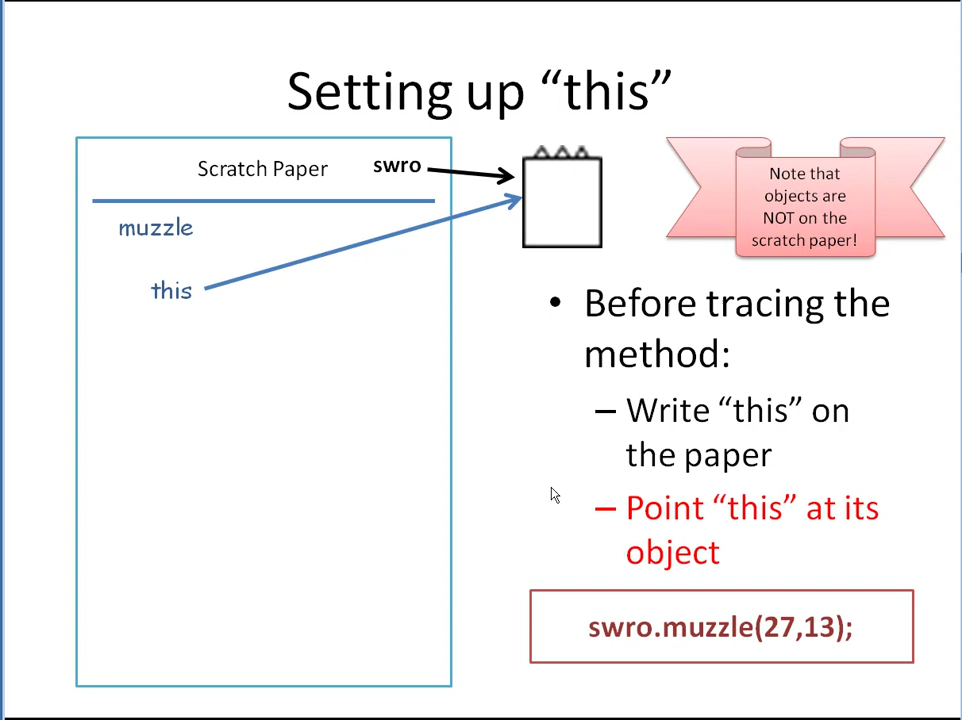 Setting up “this”
Scratch Paper
swro
muzzle
this
Note that
objects are
NOT on the
scratch paper!
• Before tracing the
method:
– Write “this” on
the paper
– Point “this” at its
object
swro.muzzle(27,13);